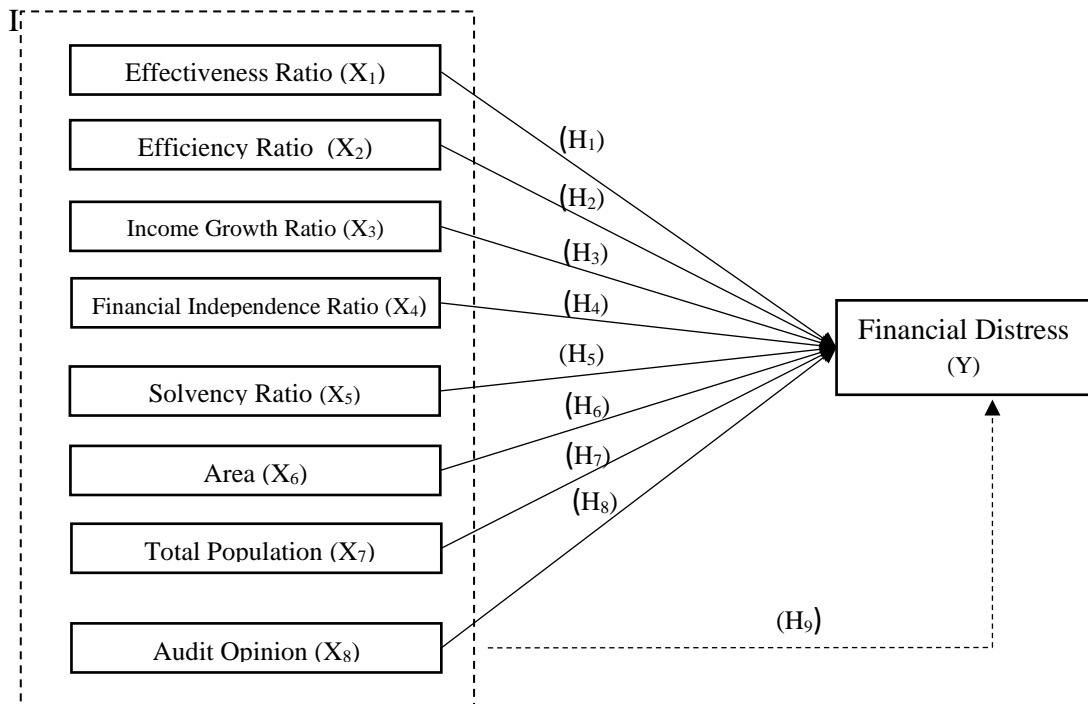 I
Effectiveness Ratio (X₁)
Efficiency Ratio (X₂)
Income Growth Ratio (X₃)
Financial Independence Ratio (X₄)
Solvency Ratio (X₅)
Area (X₆)
Total Population (X₇)
Audit Opinion (X₈)
(H₁)
(H₂)
(H₃)
(H₄)
(H₅)
(H₆)
(H₇)
(H₈)
(H₉)
Financial Distress
(Y)